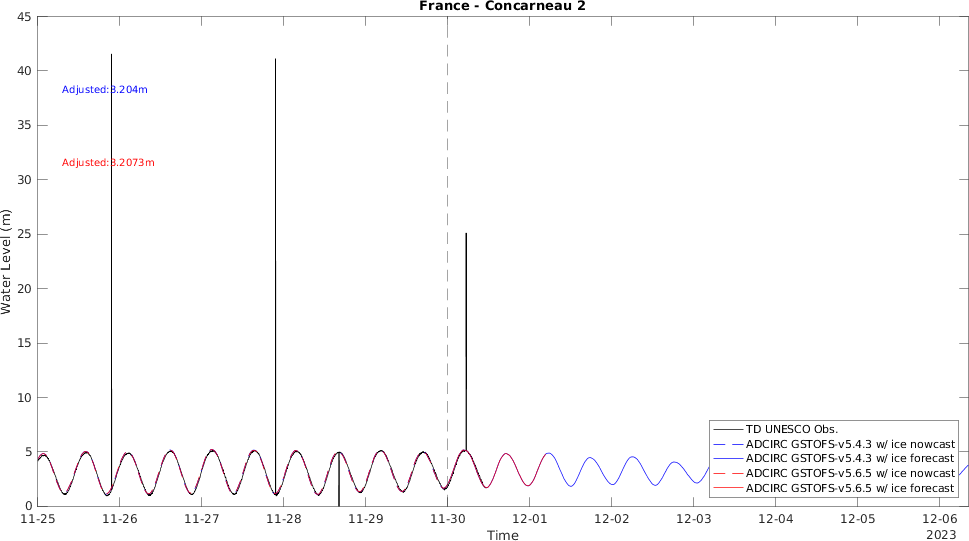 France - Concarneau 2
45
40
35
30
25
20
15
10
5
0
Water Level (m)
Adjusted:3.204m
Adjusted:3.2073m
TD UNESCO Obs.
ADCIRC GSTOFS-v5.4.3 w/ ice nowcast
ADCIRC GSTOFS-v5.4.3 w/ ice forecast
ADCIRC GSTOFS-v5.6.5 w/ ice nowcast
ADCIRC GSTOFS-v5.6.5 w/ ice forecast
11-25 11-26 11-27 11-28 11-29 11-30 12-01 12-02 12-03 12-04 12-05 12-06
Time
2023